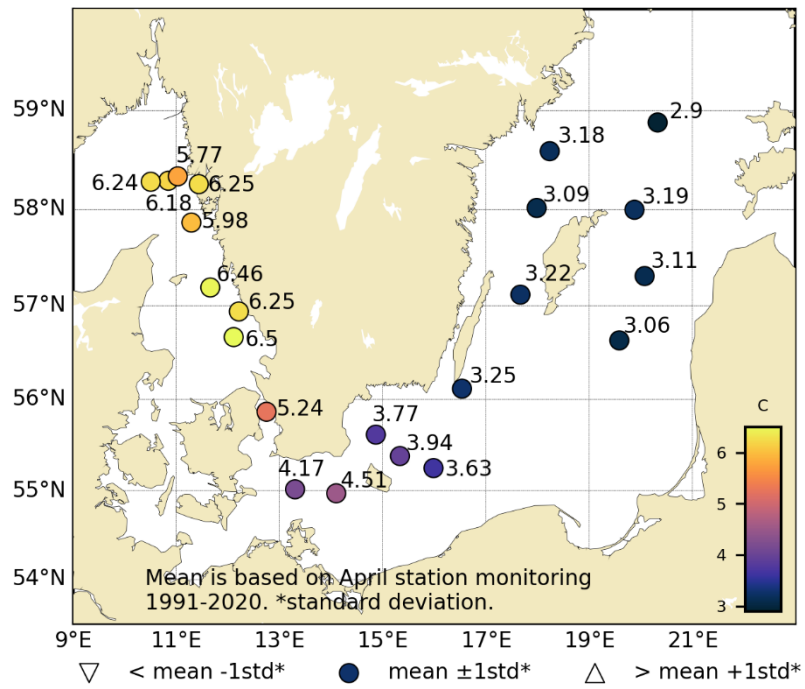 59°N
2.9
3.18
5.77
6.24
6.25
6.18
58°N
3.09
3.19
5.98
6.46
3.11
3.22
6.25
57°N
3.06
6.5
3.25
56°N
C
5.24
3.77
6
3.94
4.17
4.51
3.63
55°N
5
4
54°N
Mean is based on April station monitoring
1991-2020. *standard deviation.
3
9°E 11°E 13°E 15°E 17°E 19°E 21°E
▽ < mean -1std* ● mean ±1std* △ > mean +1std*